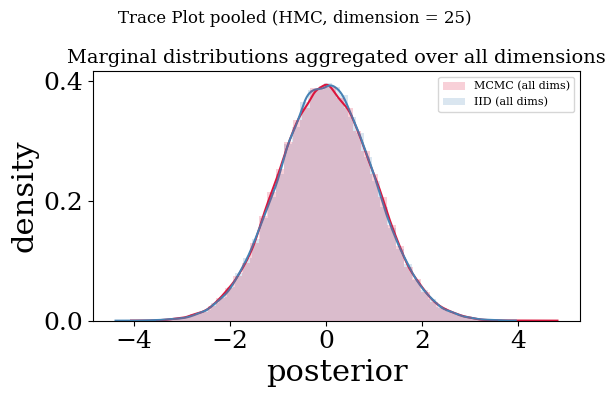 Trace Plot pooled (HMC, dimension = 25)
Marginal distributions aggregated over all dimensions
MCMC (all dims)
IID (all dims)
density
0.4
0.2
0.0
−4 −2 0 2 4
posterior